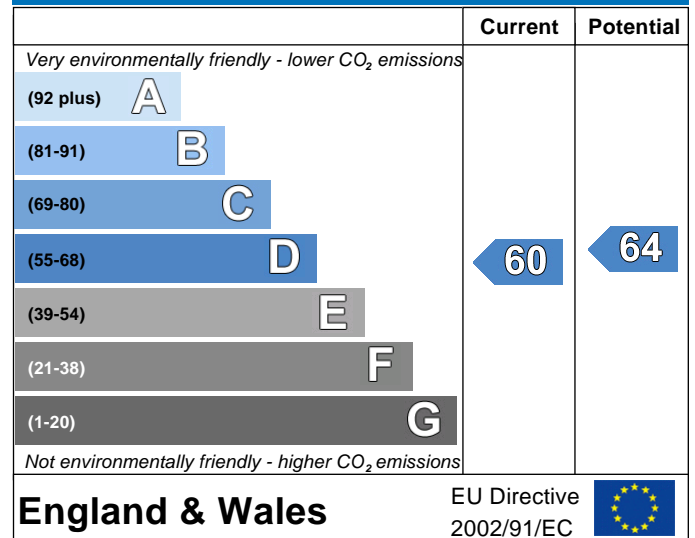 Current Potential
Very environmentally friendly - lower CO₂ emissions
(92 plus) A
(81-91) B
(69-80) C
(55-68) D 60 64
(39-54) E
(21-38) F
(1-20) G
Not environmentally friendly - higher CO₂ emissions
England & Wales
EU Directive
2002/91/EC